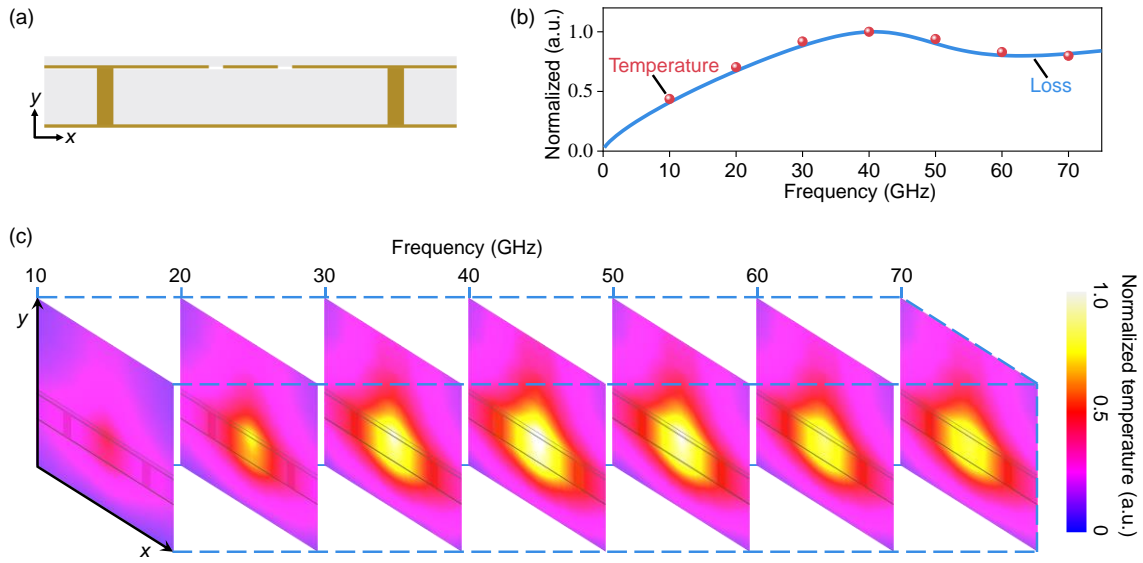 (a)
y
x
(b)
Normalized (a.u.)
1.0
0.5
0.0
Temperature
Loss
0 10 20 30 40 50 60 70
Frequency (GHz)
(c)
Frequency (GHz)
10 20 30 40 50 60 70
y
x
1.0
0.5
0
Normalized temperature (a.u.)